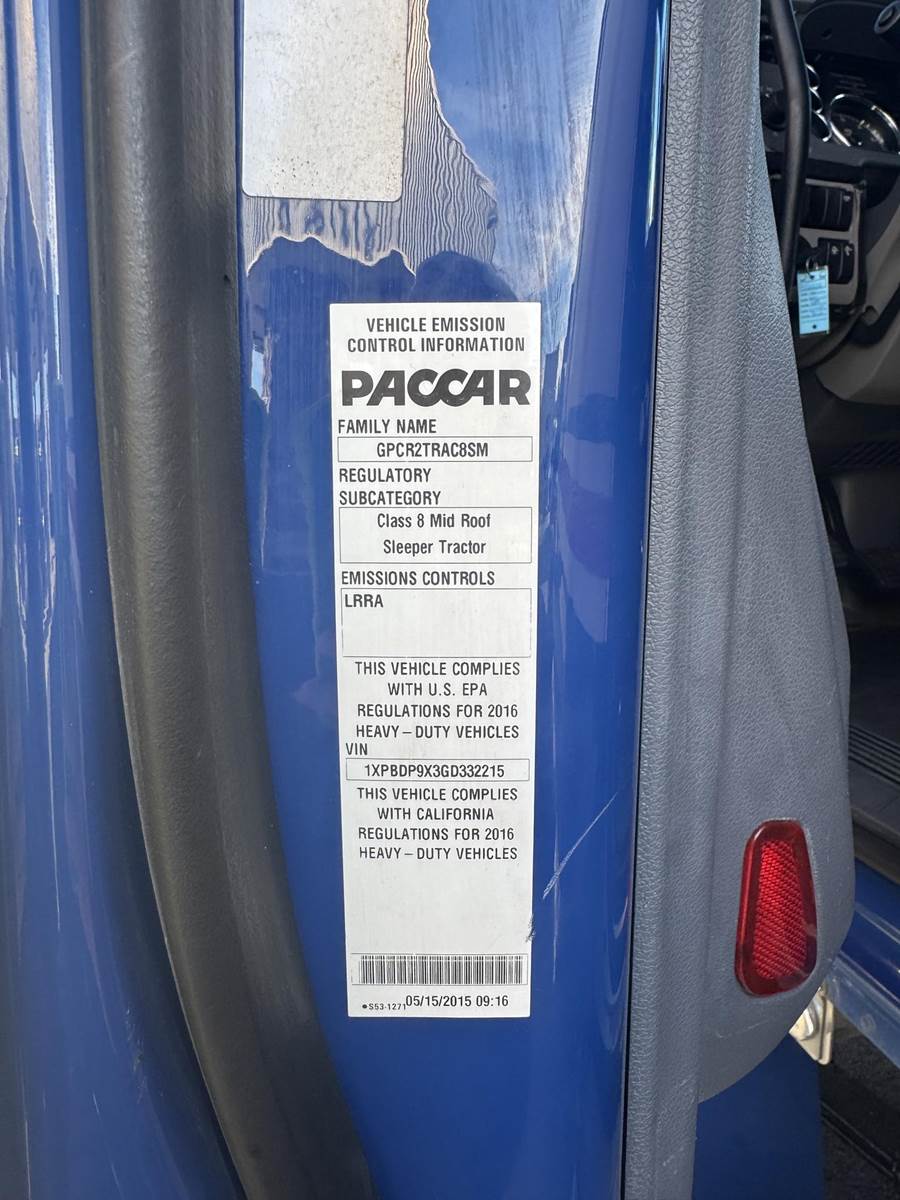 VEHICLE EMISSION
CONTROL INFORMATION
PACCAR
FAMILY NAME
GPCR2TRAC8SM
REGULATORY
SUBCATEGORY
Class 8 Mid Roof
Sleeper Tractor
EMISSIONS CONTROLS
LRRA
THIS VEHICLE COMPLIES
WITH U.S. EPA
REGULATIONS FOR 2016
HEAVY–DUTY VEHICLES
VIN
1XPBDP9X3GD332215
THIS VEHICLE COMPLIES
WITH CALIFORNIA
REGULATIONS FOR 2016
HEAVY–DUTY VEHICLES
●S53-1271 05/15/2015 09:16